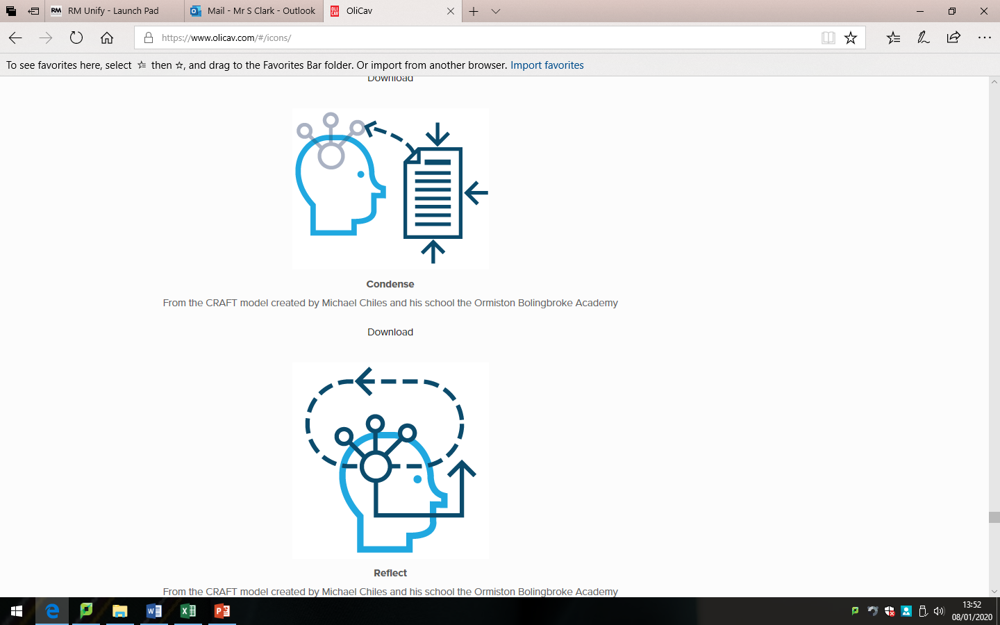 RM RM Unify - Launch Pad
Mail - Mr S Clark - Outlook
OLI CAV OliCav
https://www.olicav.com/#/icons/
To see favorites here, select then ☆, and drag to the Favorites Bar folder. Or import from another browser. Import favorites
Download
Condense
From the CRAFT model created by Michael Chiles and his school the Ormiston Bolingbroke Academy
Download
Reflect
From the CRAFT model created by Michael Chiles and his school the Ormiston Bolingbroke Academy
13:52
08/01/2020